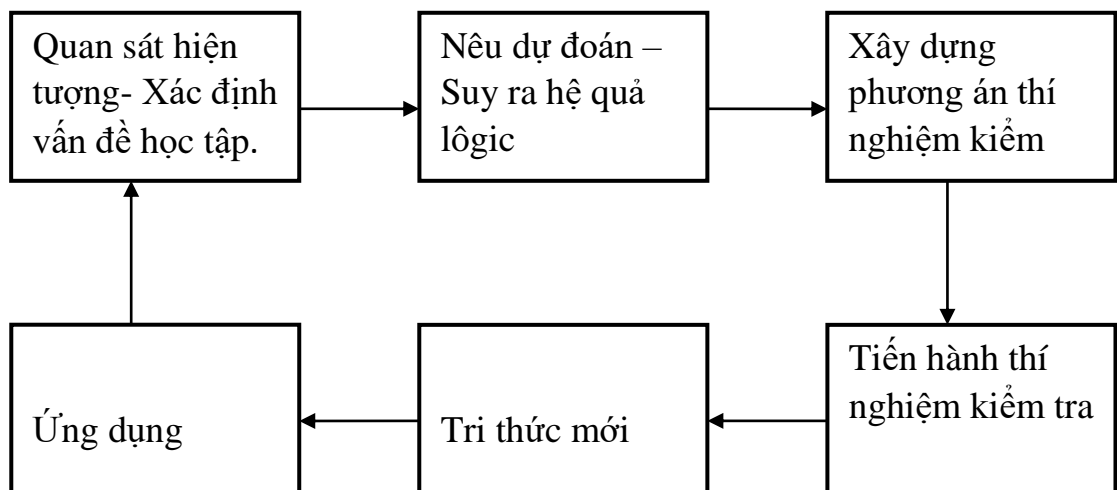 Quan sát hiện
tượng- Xác định
vấn đề học tập.
Nêu dự đoán –
Suy ra hệ quả
lôgic
Xây dựng
phương án thí
nghiệm kiểm
Tiến hành thí
nghiệm kiểm tra
Tri thức mới
Ứng dụng